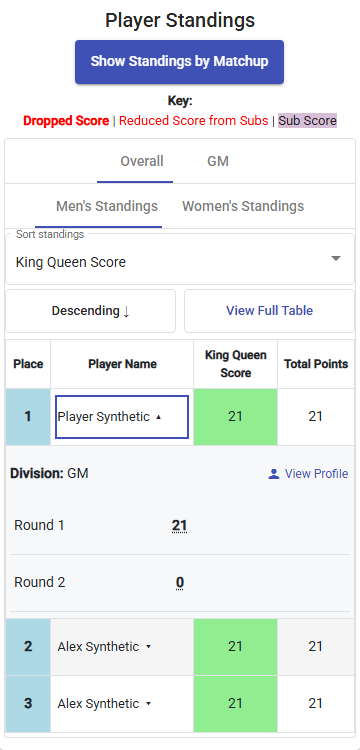 Player Standings
Show Standings by Matchup
Key:
Dropped Score | Reduced Score from Subs | Sub Score
Overall GM
Men's Standings Women's Standings
Sort standings
King Queen Score
Descending ↓ View Full Table
Place Player Name King Queen Score Total Points
1 Player Synthetic ▲ 21 21
Division: GM View Profile
Round 1 21
Round 2 0
2 Alex Synthetic ▼ 21 21
3 Alex Synthetic ▼ 21 21